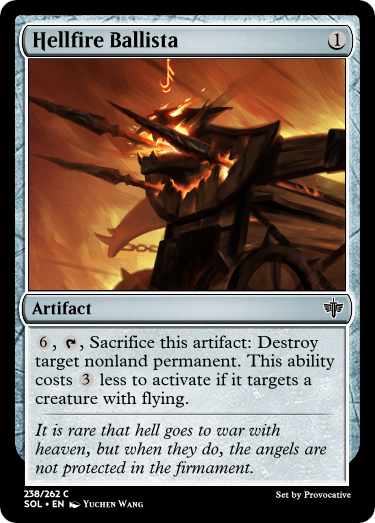 Hellfire Ballista 1
Artifact
6, T, Sacrifice this artifact: Destroy
target nonland permanent. This ability
costs 3 less to activate if it targets a
creature with flying.
It is rare that hell goes to war with
heaven, but when they do, the angels are
not protected in the firmament.
238/262 C
SOL • EN Yuchen Wang
Set by Provocative